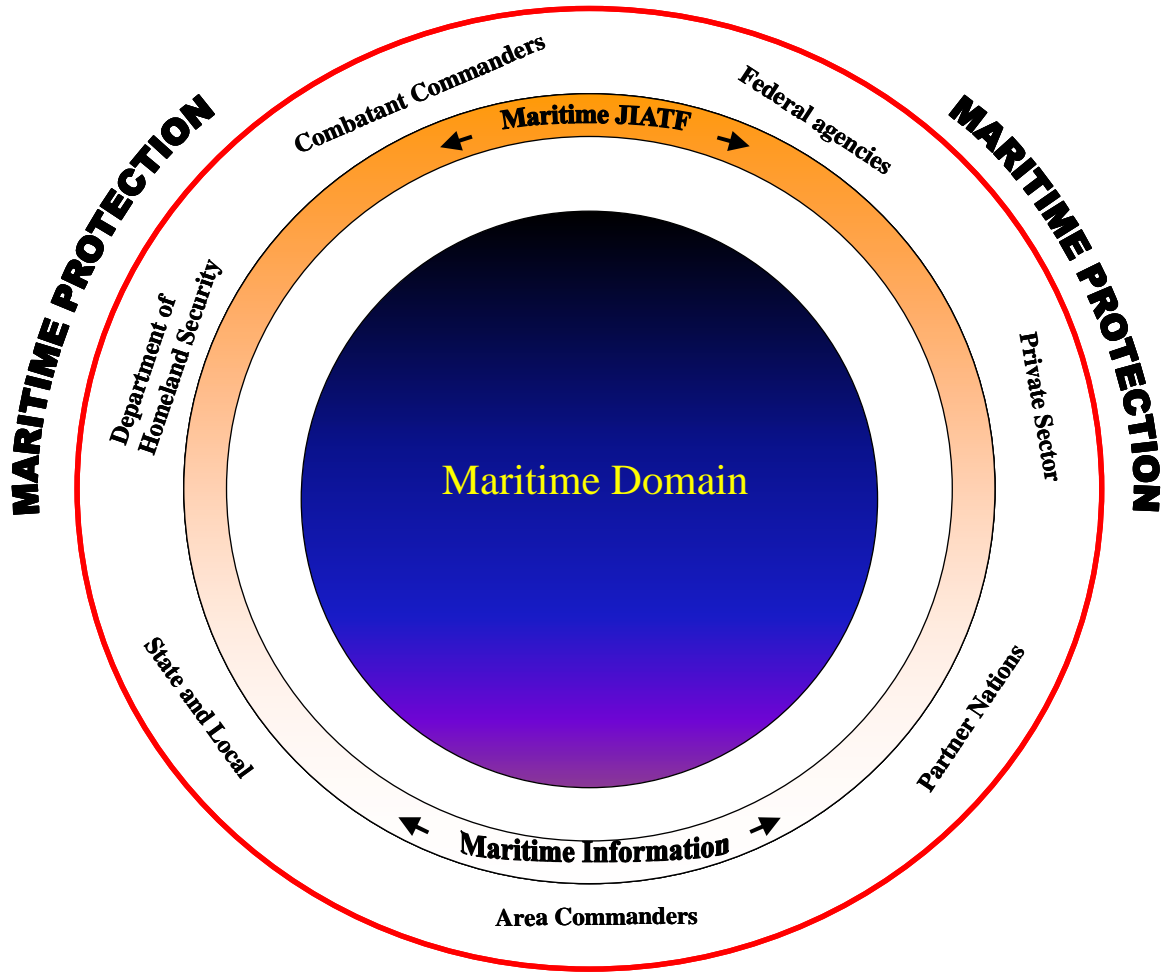 Combatant Commanders
Federal agencies
Maritime JIATF
MARITIME PROTECTION
MARITIME PROTECTION
Department of
Homeland Security
Private Sector
Maritime Domain
State and Local
Partner Nations
Maritime Information
Area Commanders